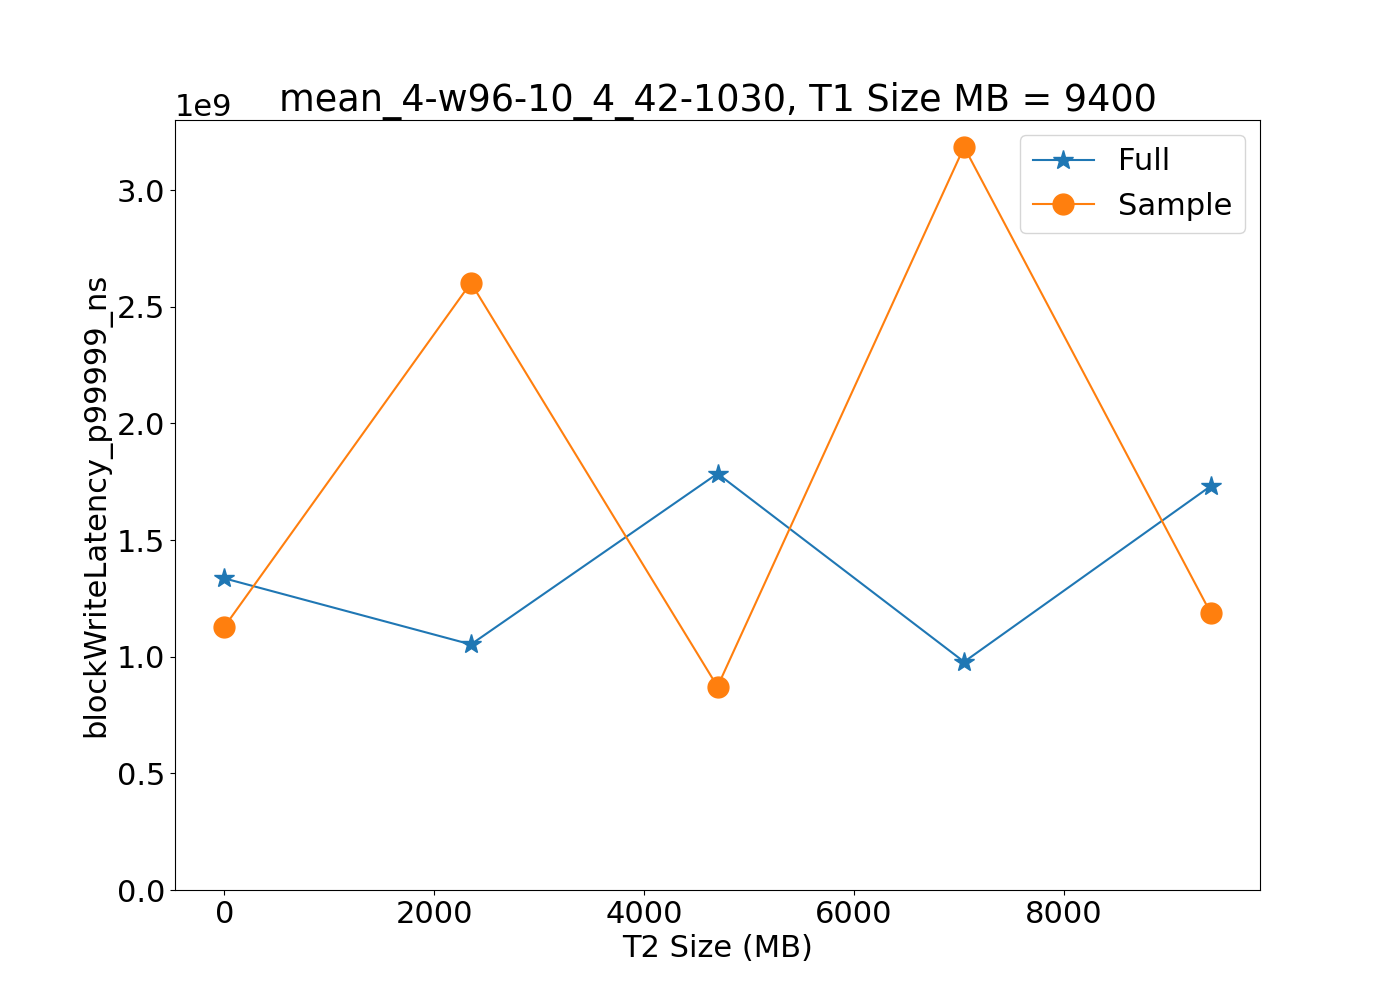 mean_4-w96-10_4_42-1030, T1 Size MB = 9400
1e9
Full
Sample
3.0
2.5
2.0
1.5
1.0
0.5
0.0
blockWriteLatency_p99999_ns
0 2000 4000 6000 8000
T2 Size (MB)